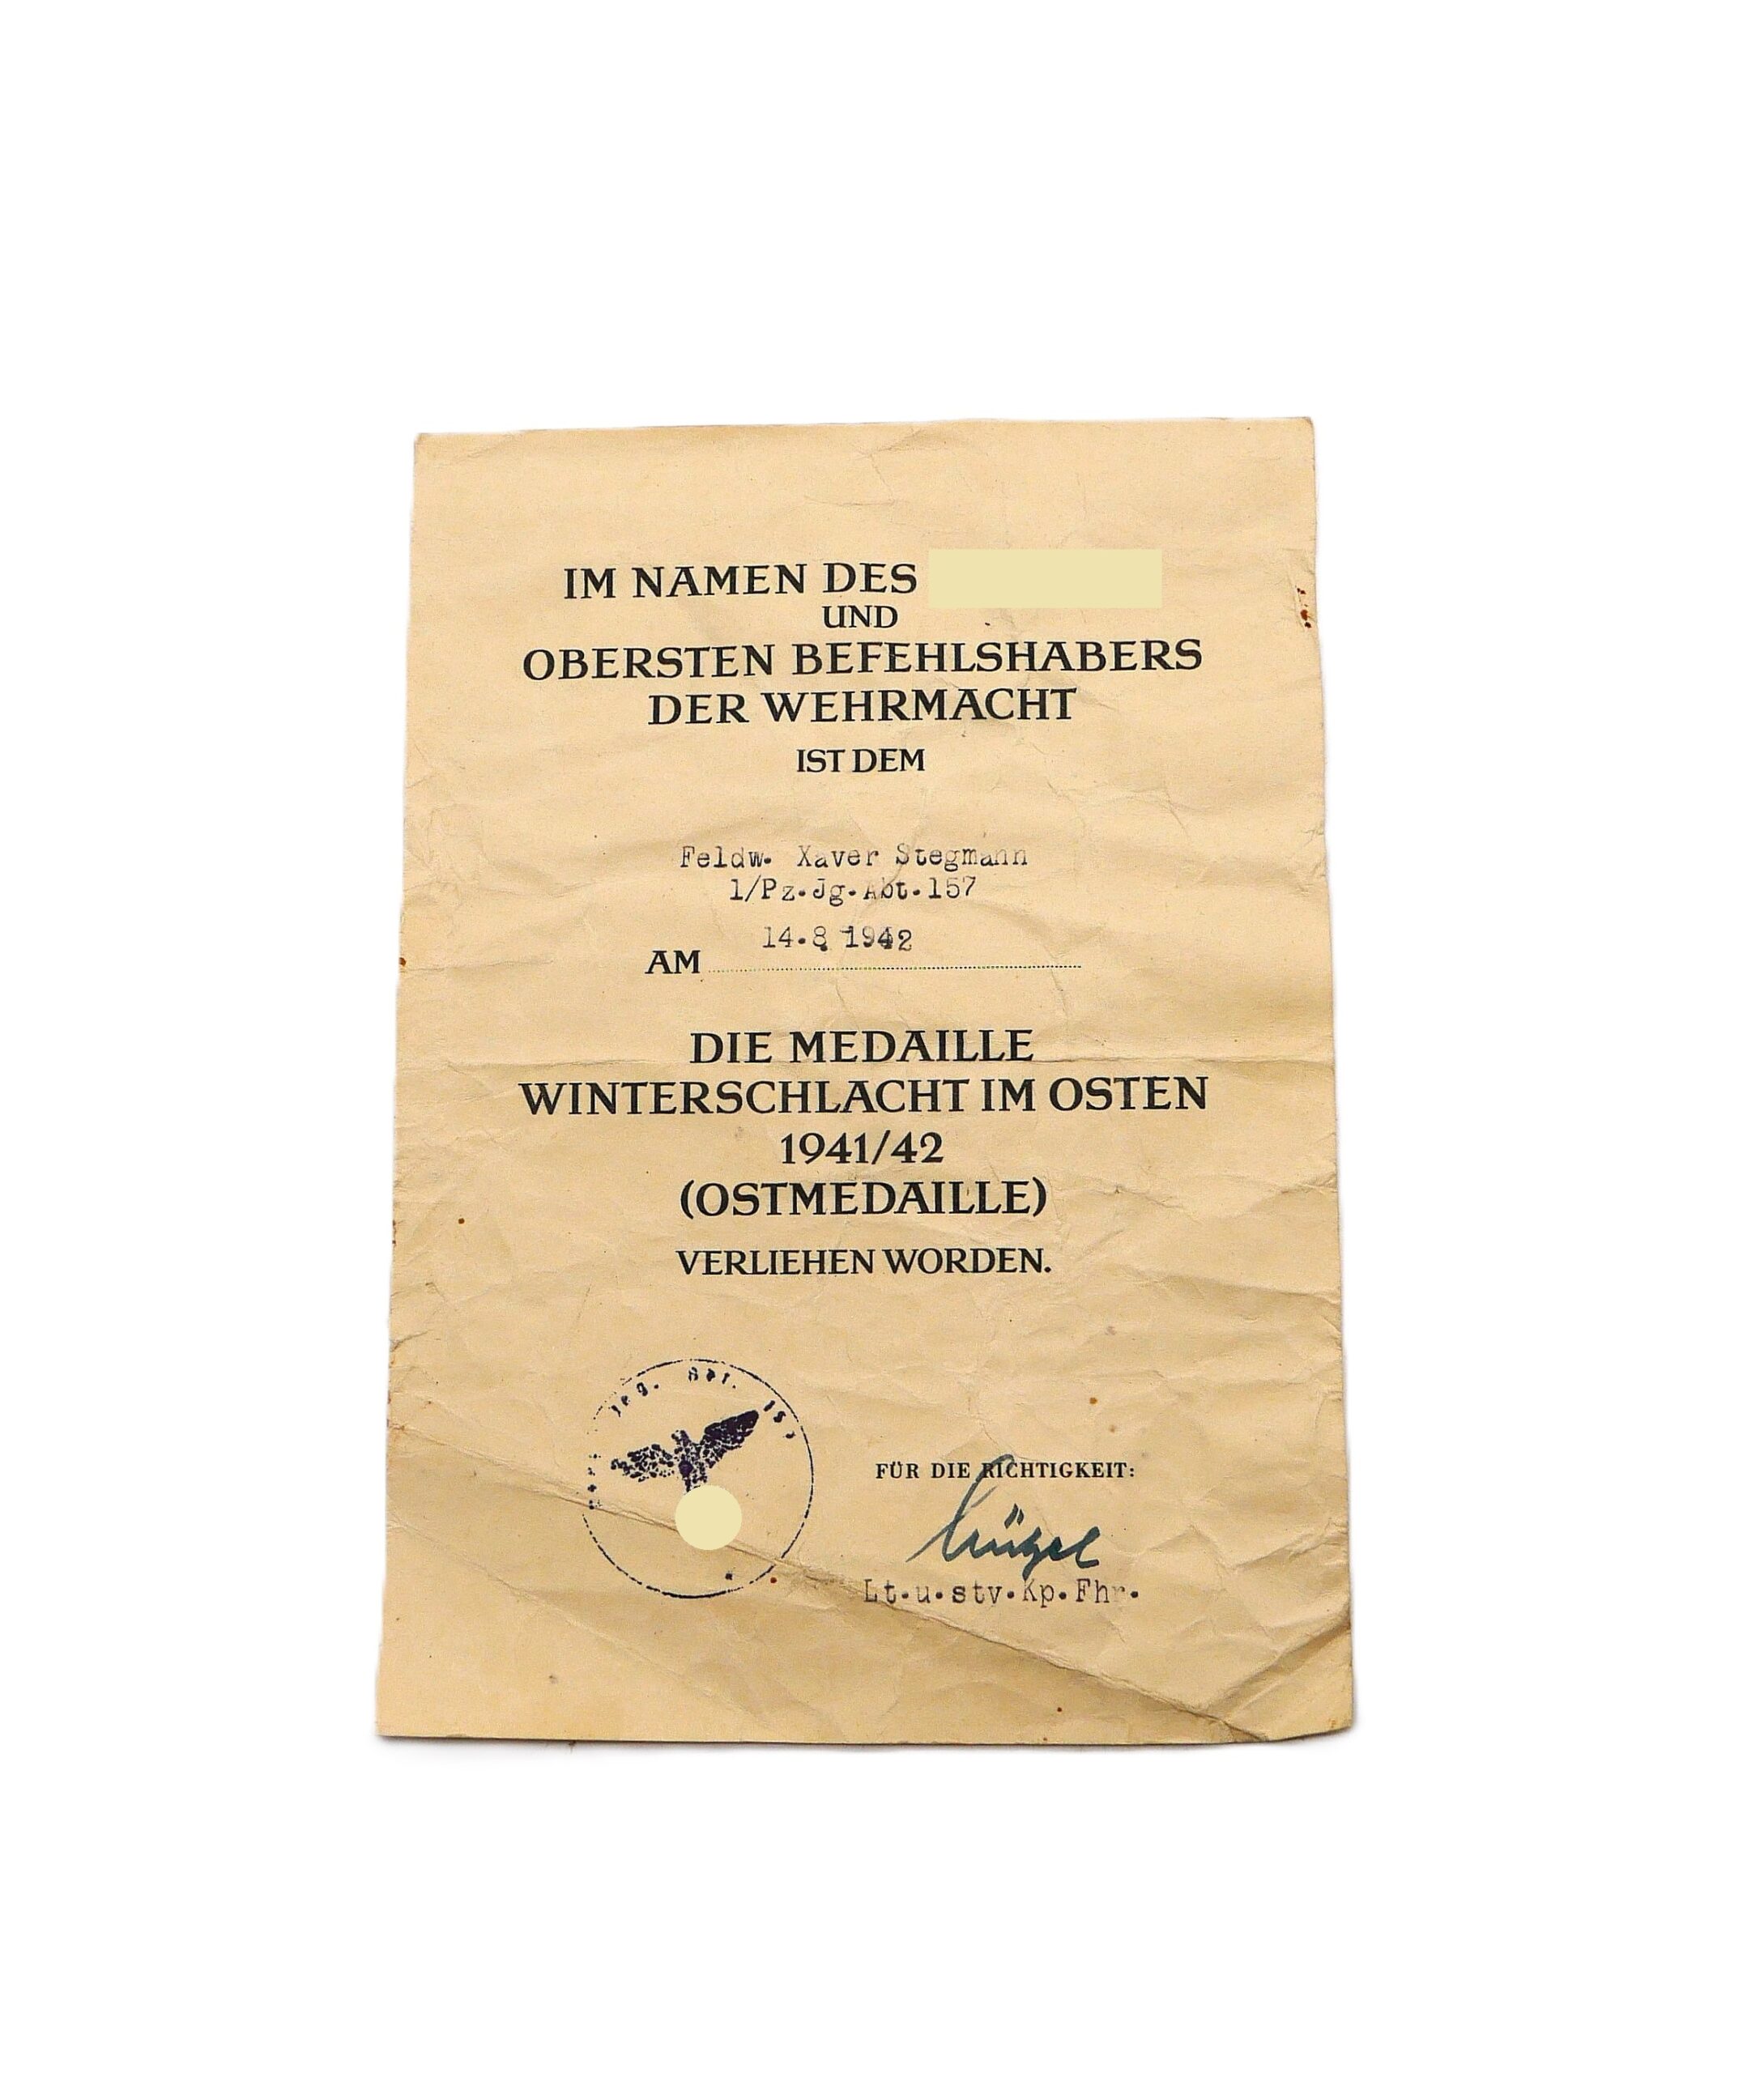 IM NAMEN DES
UND
OBERSTEN BEFEHLSHABERS
DER WEHRMACHT
IST DEM
Feldw. Xaver Stegmann
1/Pz.Jg.Abt.157
14.8 1942
AM
DIE MEDAILLE
WINTERSCHLACHT IM OSTEN
1941/42
(OSTMEDAILLE)
VERLIEHEN WORDEN.
FÜR DIE RICHTIGKEIT:
Lt.u.stv.Kp.Fhr.